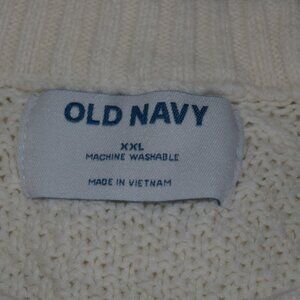 OLD NAVY
XXL
MACHINE WASHABLE
MADE IN VIETNAM